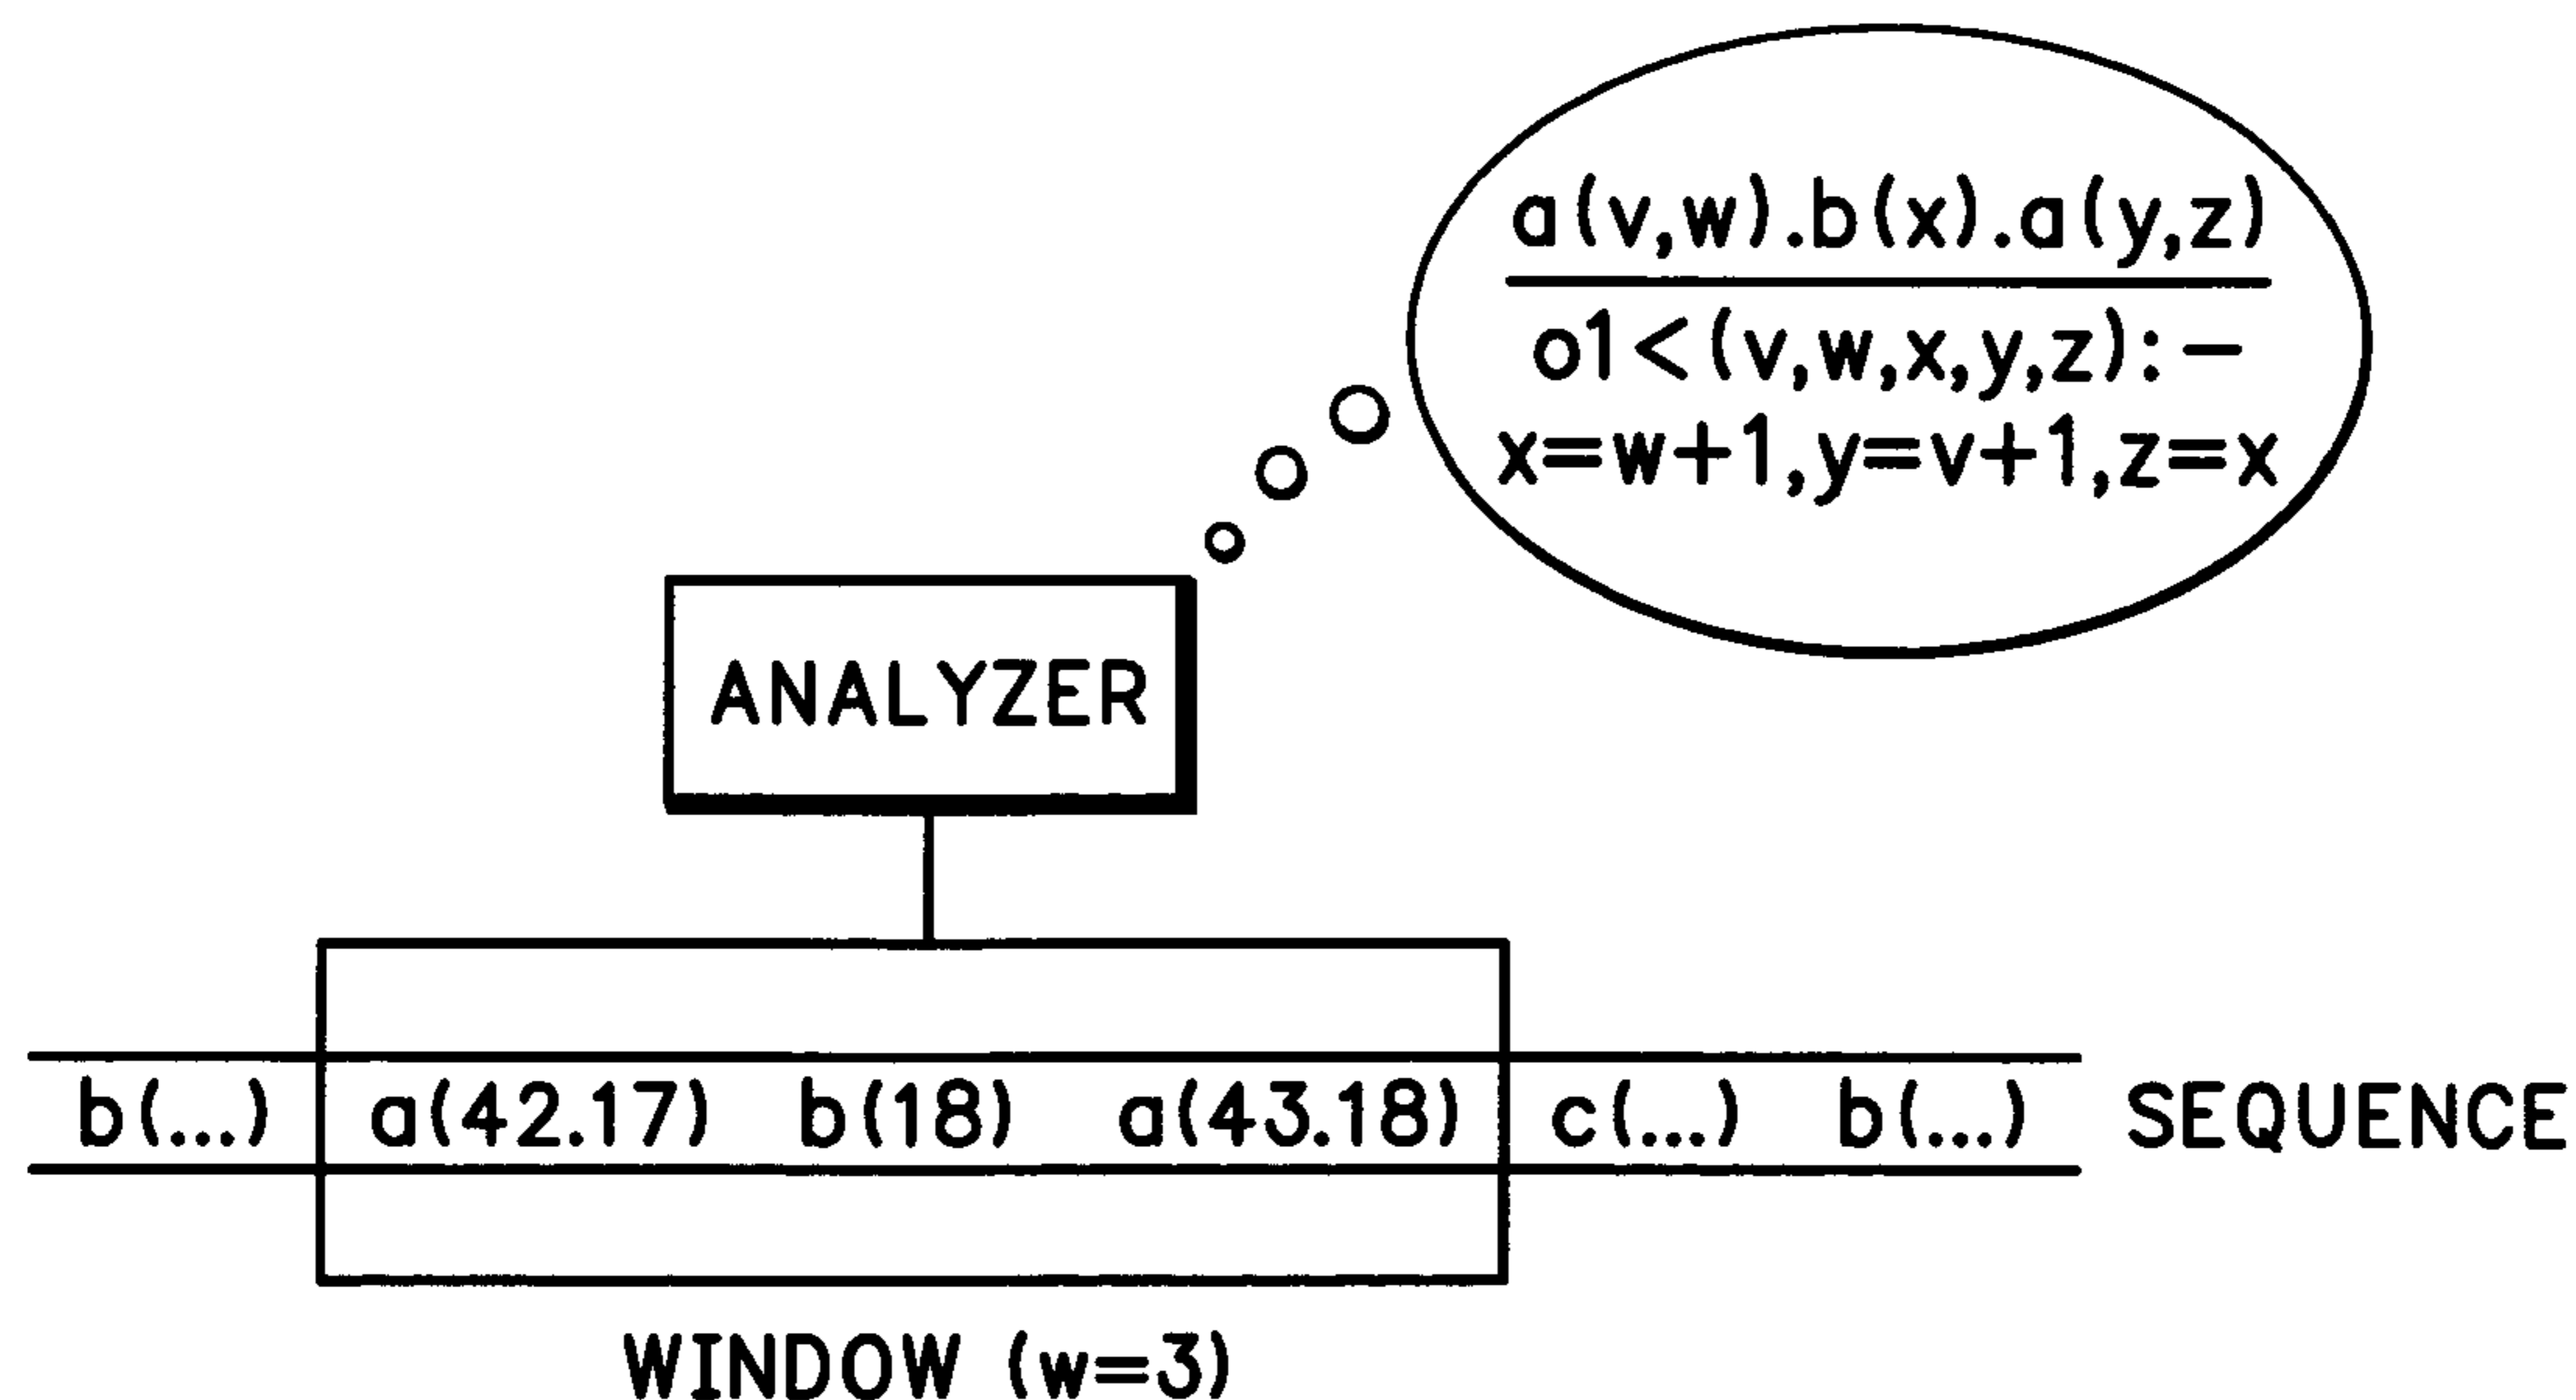 a(v,w).b(x).a(y,z)
o1<(v,w,x,y,z):-
x=w+1,y=v+1,z=x
ANALYZER
b(...) a(42.17) b(18) a(43.18) c(...) b(...) SEQUENCE
WINDOW (w=3)